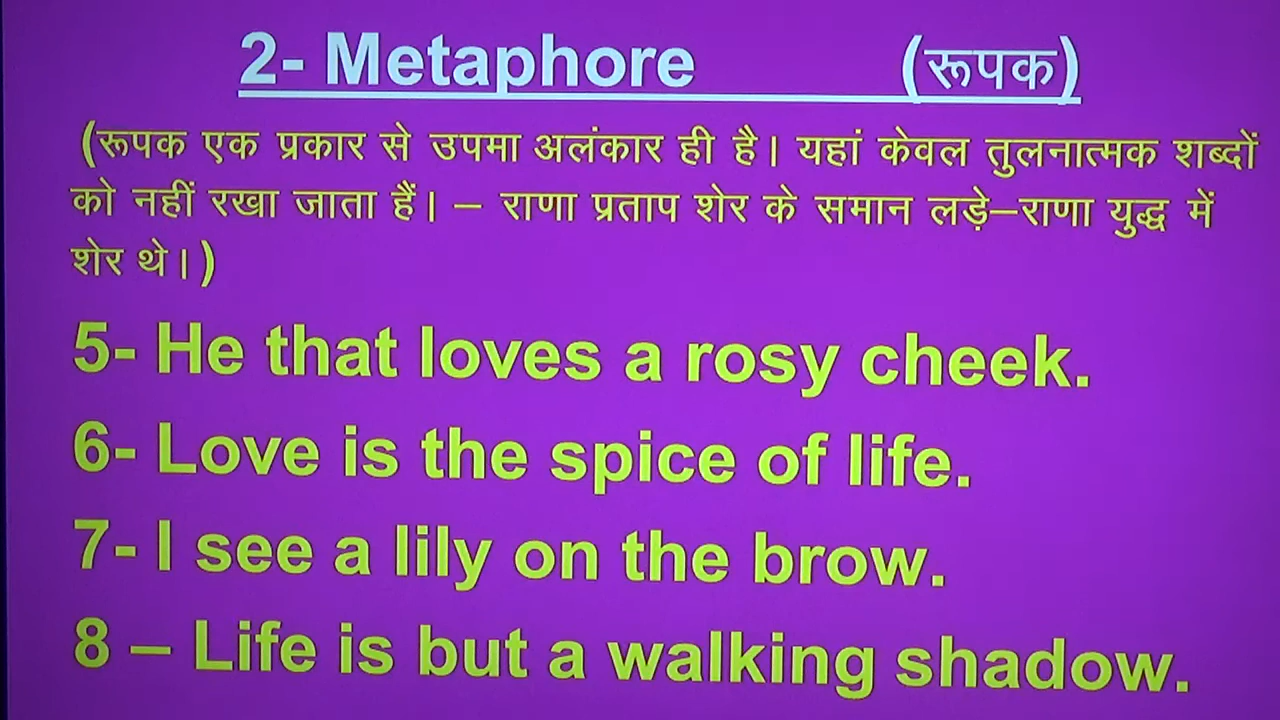 2- Metaphore (रूपक)
(रूपक एक प्रकार से उपमा अलंकार ही है। यहां केवल तुलनात्मक शब्दों
को नहीं रखा जाता हैं। – राणा प्रताप शेर के समान लड़े–राणा युद्ध में
शेर थे।)
5- He that loves a rosy cheek.
6- Love is the spice of life.
7- I see a lily on the brow.
8 – Life is but a walking shadow.